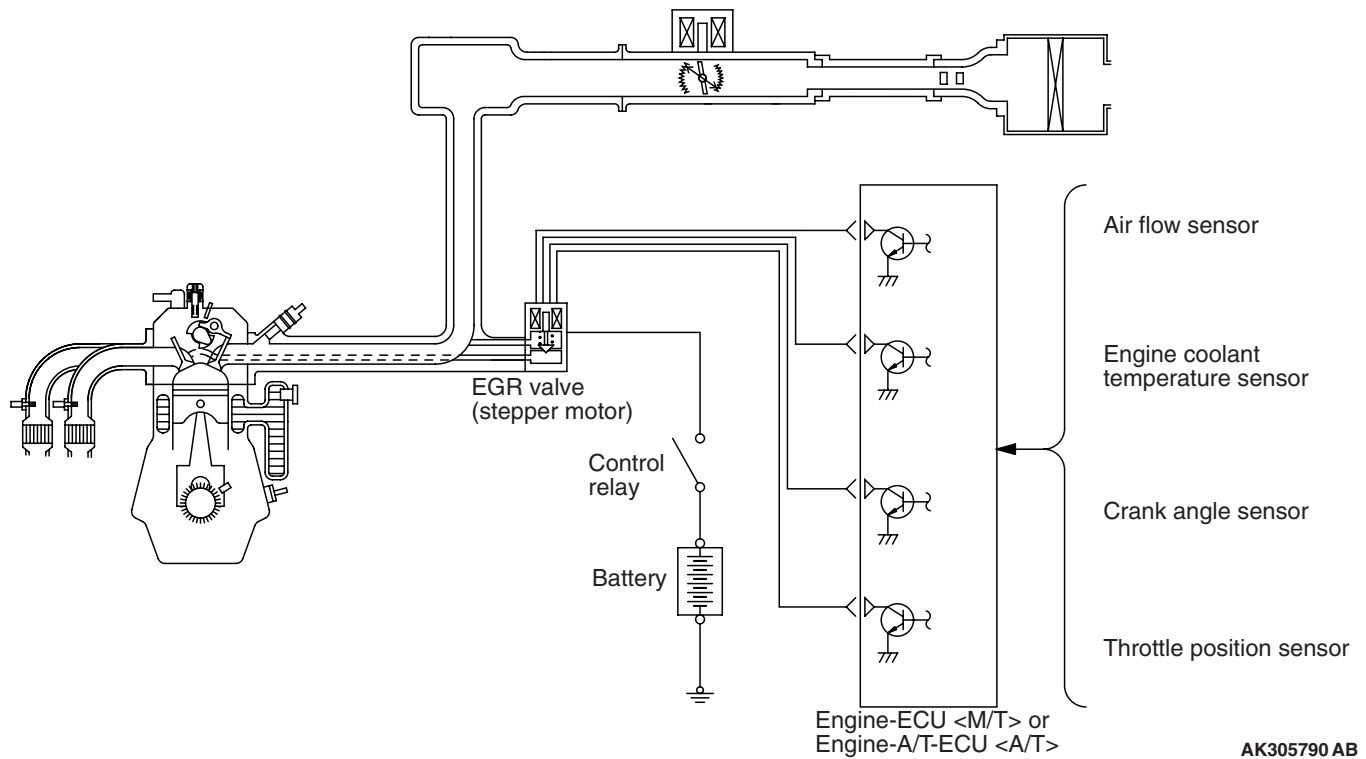 Air flow sensor
Engine coolant
temperature sensor
EGR valve
(stepper motor)
Control
relay
Crank angle sensor
Battery
Throttle position sensor
Engine-ECU <M/T> or
Engine-A/T-ECU <A/T>
AK305790 AB